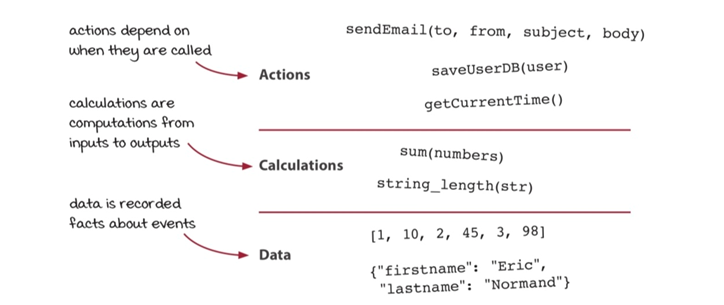 actions depend on
when they are called
Actions
sendEmail(to, from, subject, body)
saveUserDB(user)
getCurrentTime()
calculations are
computations from
inputs to outputs
Calculations
sum(numbers)
string_length(str)
data is recorded
facts about events
Data
[1, 10, 2, 45, 3, 98]
{"firstname": "Eric",
"lastname": "Normand"}